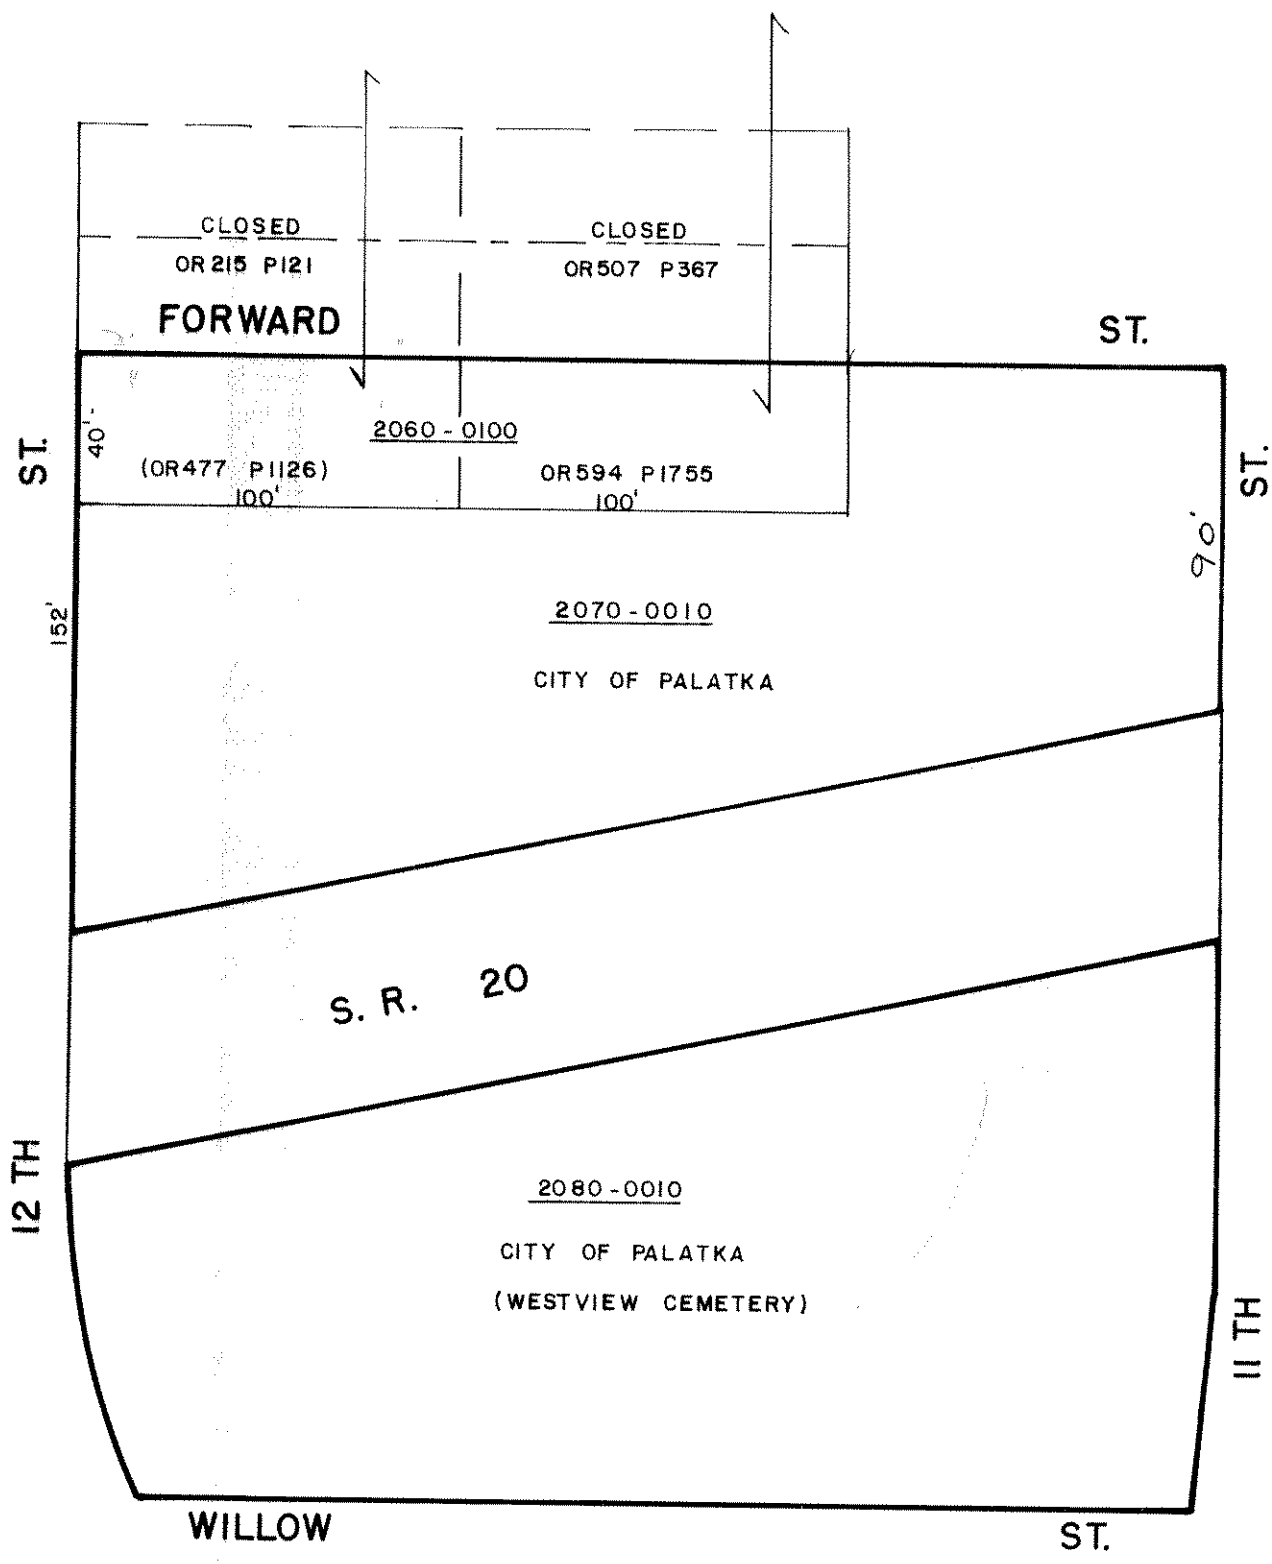 CLOSED
CLOSED
OR 215 P121
OR 507 P367
FORWARD ST.
40'-
2060-0100
(OR 477 P1126)
OR 594 P1755
100'
100'
ST.
ST.
90'
152'
2070-0010
CITY OF PALATKA
S. R. 20
12 TH
2080-0010
CITY OF PALATKA
(WESTVIEW CEMETERY)
11 TH
WILLOW ST.